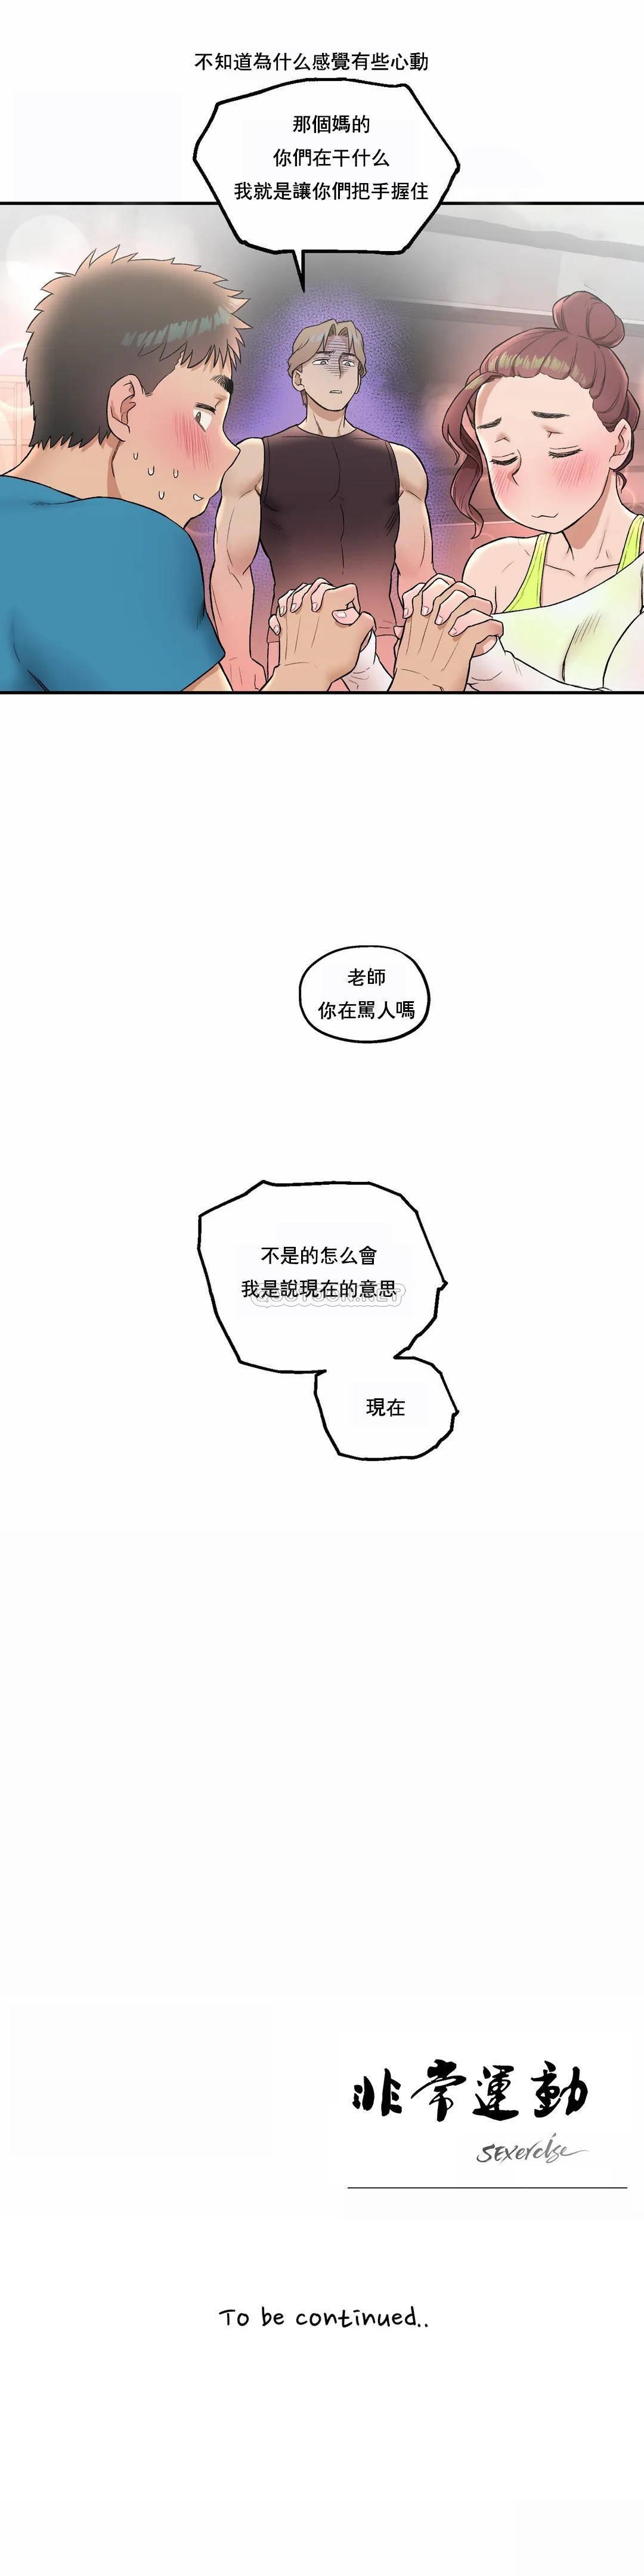 不知道為什么感覺有些心動
那個媽的
你們在干什么
我就是讓你們把手握住
老師
你在駡人嗎
不是的怎么會
我是說現在的意思
現在
非常運動
SEXercise
To be continued..